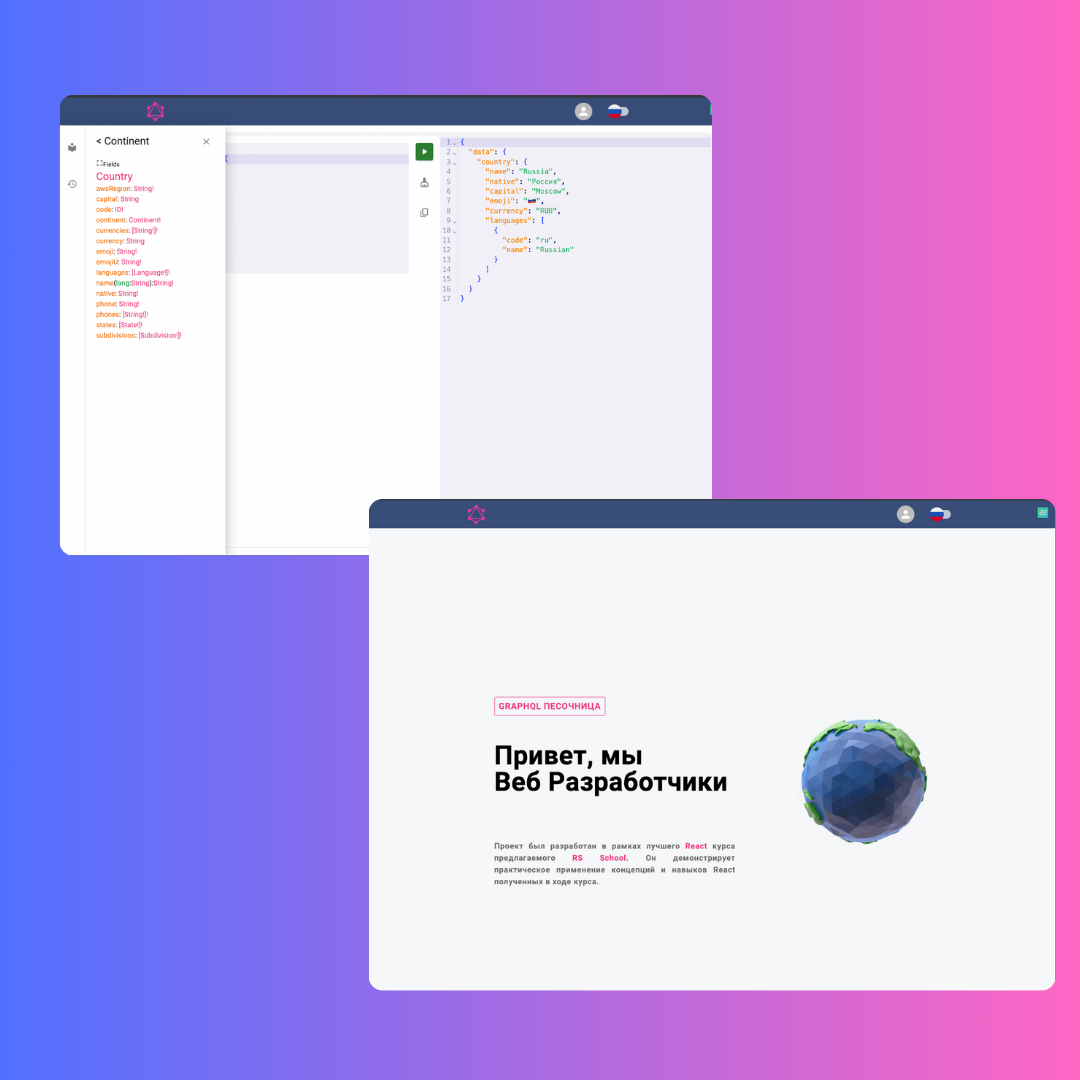 < Continent
Fields
Country
awsRegion: String!
capital: String
code: ID!
continent: Continent!
currencies: [String!]!
currency: String
emoji: String!
emojiU: String!
languages: [Language!]!
name(lang:String):String!
native: String!
phone: String!
phones: [String!]!
states: [State!]!
subdivisions: [Subdivision!]!
{
1 {
2 "data": {
3 "country": {
4 "name": "Russia",
5 "native": "Россия",
6 "capital": "Moscow",
7 "emoji": "🇷🇺",
8 "currency": "RUB",
9 "languages": [
10 {
11 "code": "ru",
12 "name": "Russian"
13 }
14 ]
15 }
16 }
17 }
GRAPHQL ПЕСОЧНИЦА
Привет, мы
Веб Разработчики
Проект был разработан в рамках лучшего React курса
предлагаемого RS School. Он демонстрирует
практическое применение концепций и навыков React
полученных в ходе курса.